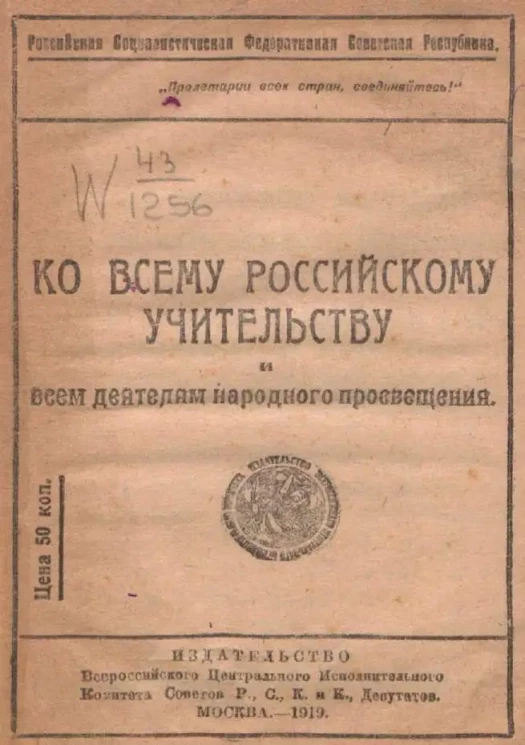 Российская Социалистическая Федеративная Советская Республика.
„Пролетарии всех стран, соединяйтесь!“
W 43
1256
КО ВСЕМУ РОССИЙСКОМУ
УЧИТЕЛЬСТВУ
и
всем деятелям народного просвещения.
ИЗДАТЕЛЬСТВО
Цена 50 коп.
ИЗДАТЕЛЬСТВО
Всероссийского Центрального Исполнительного
Комитета Советов Р., С., К. и К., Депутатов.
МОСКВА.—1919.